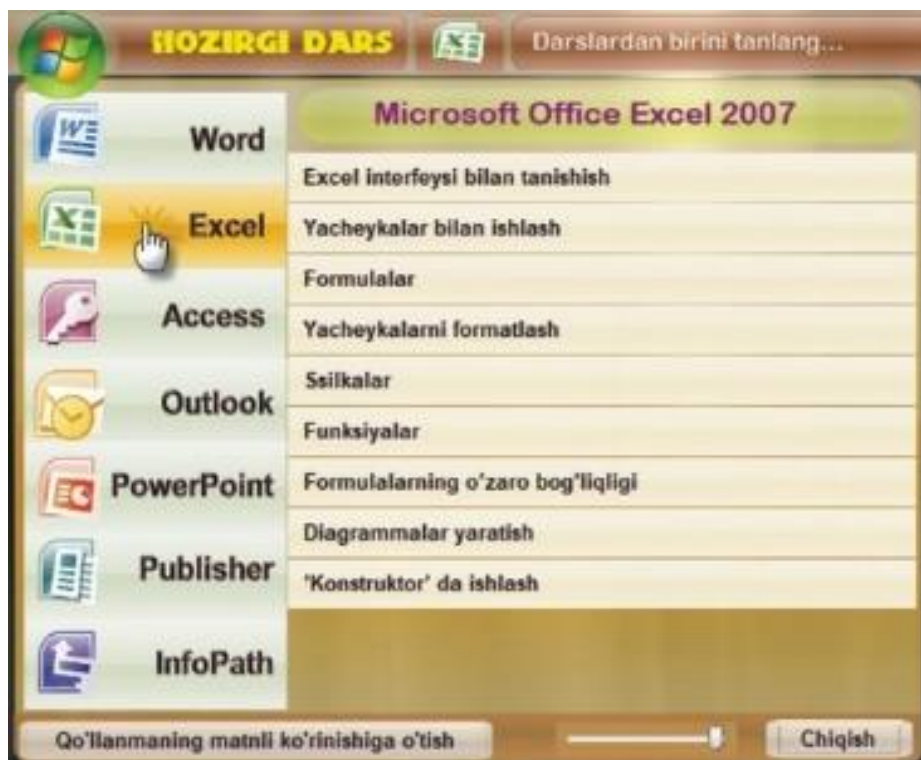 HOZIRGI DARS
Darslardan birini tanlang...
Word
Excel
Access
Outlook
PowerPoint
Publisher
InfoPath
Microsoft Office Excel 2007
Excel interfeysi bilan tanishish
Yacheykalar bilan ishlash
Formulalar
Yacheykalarni formatlash
Ssilkalar
Funksiyalar
Formulalarning o'zaro bog'liqligi
Diagrammalar yaratish
'Konstruktor' da ishlash
Qo'llanmaning matnli ko'rinishiga o'tish
Chiqish